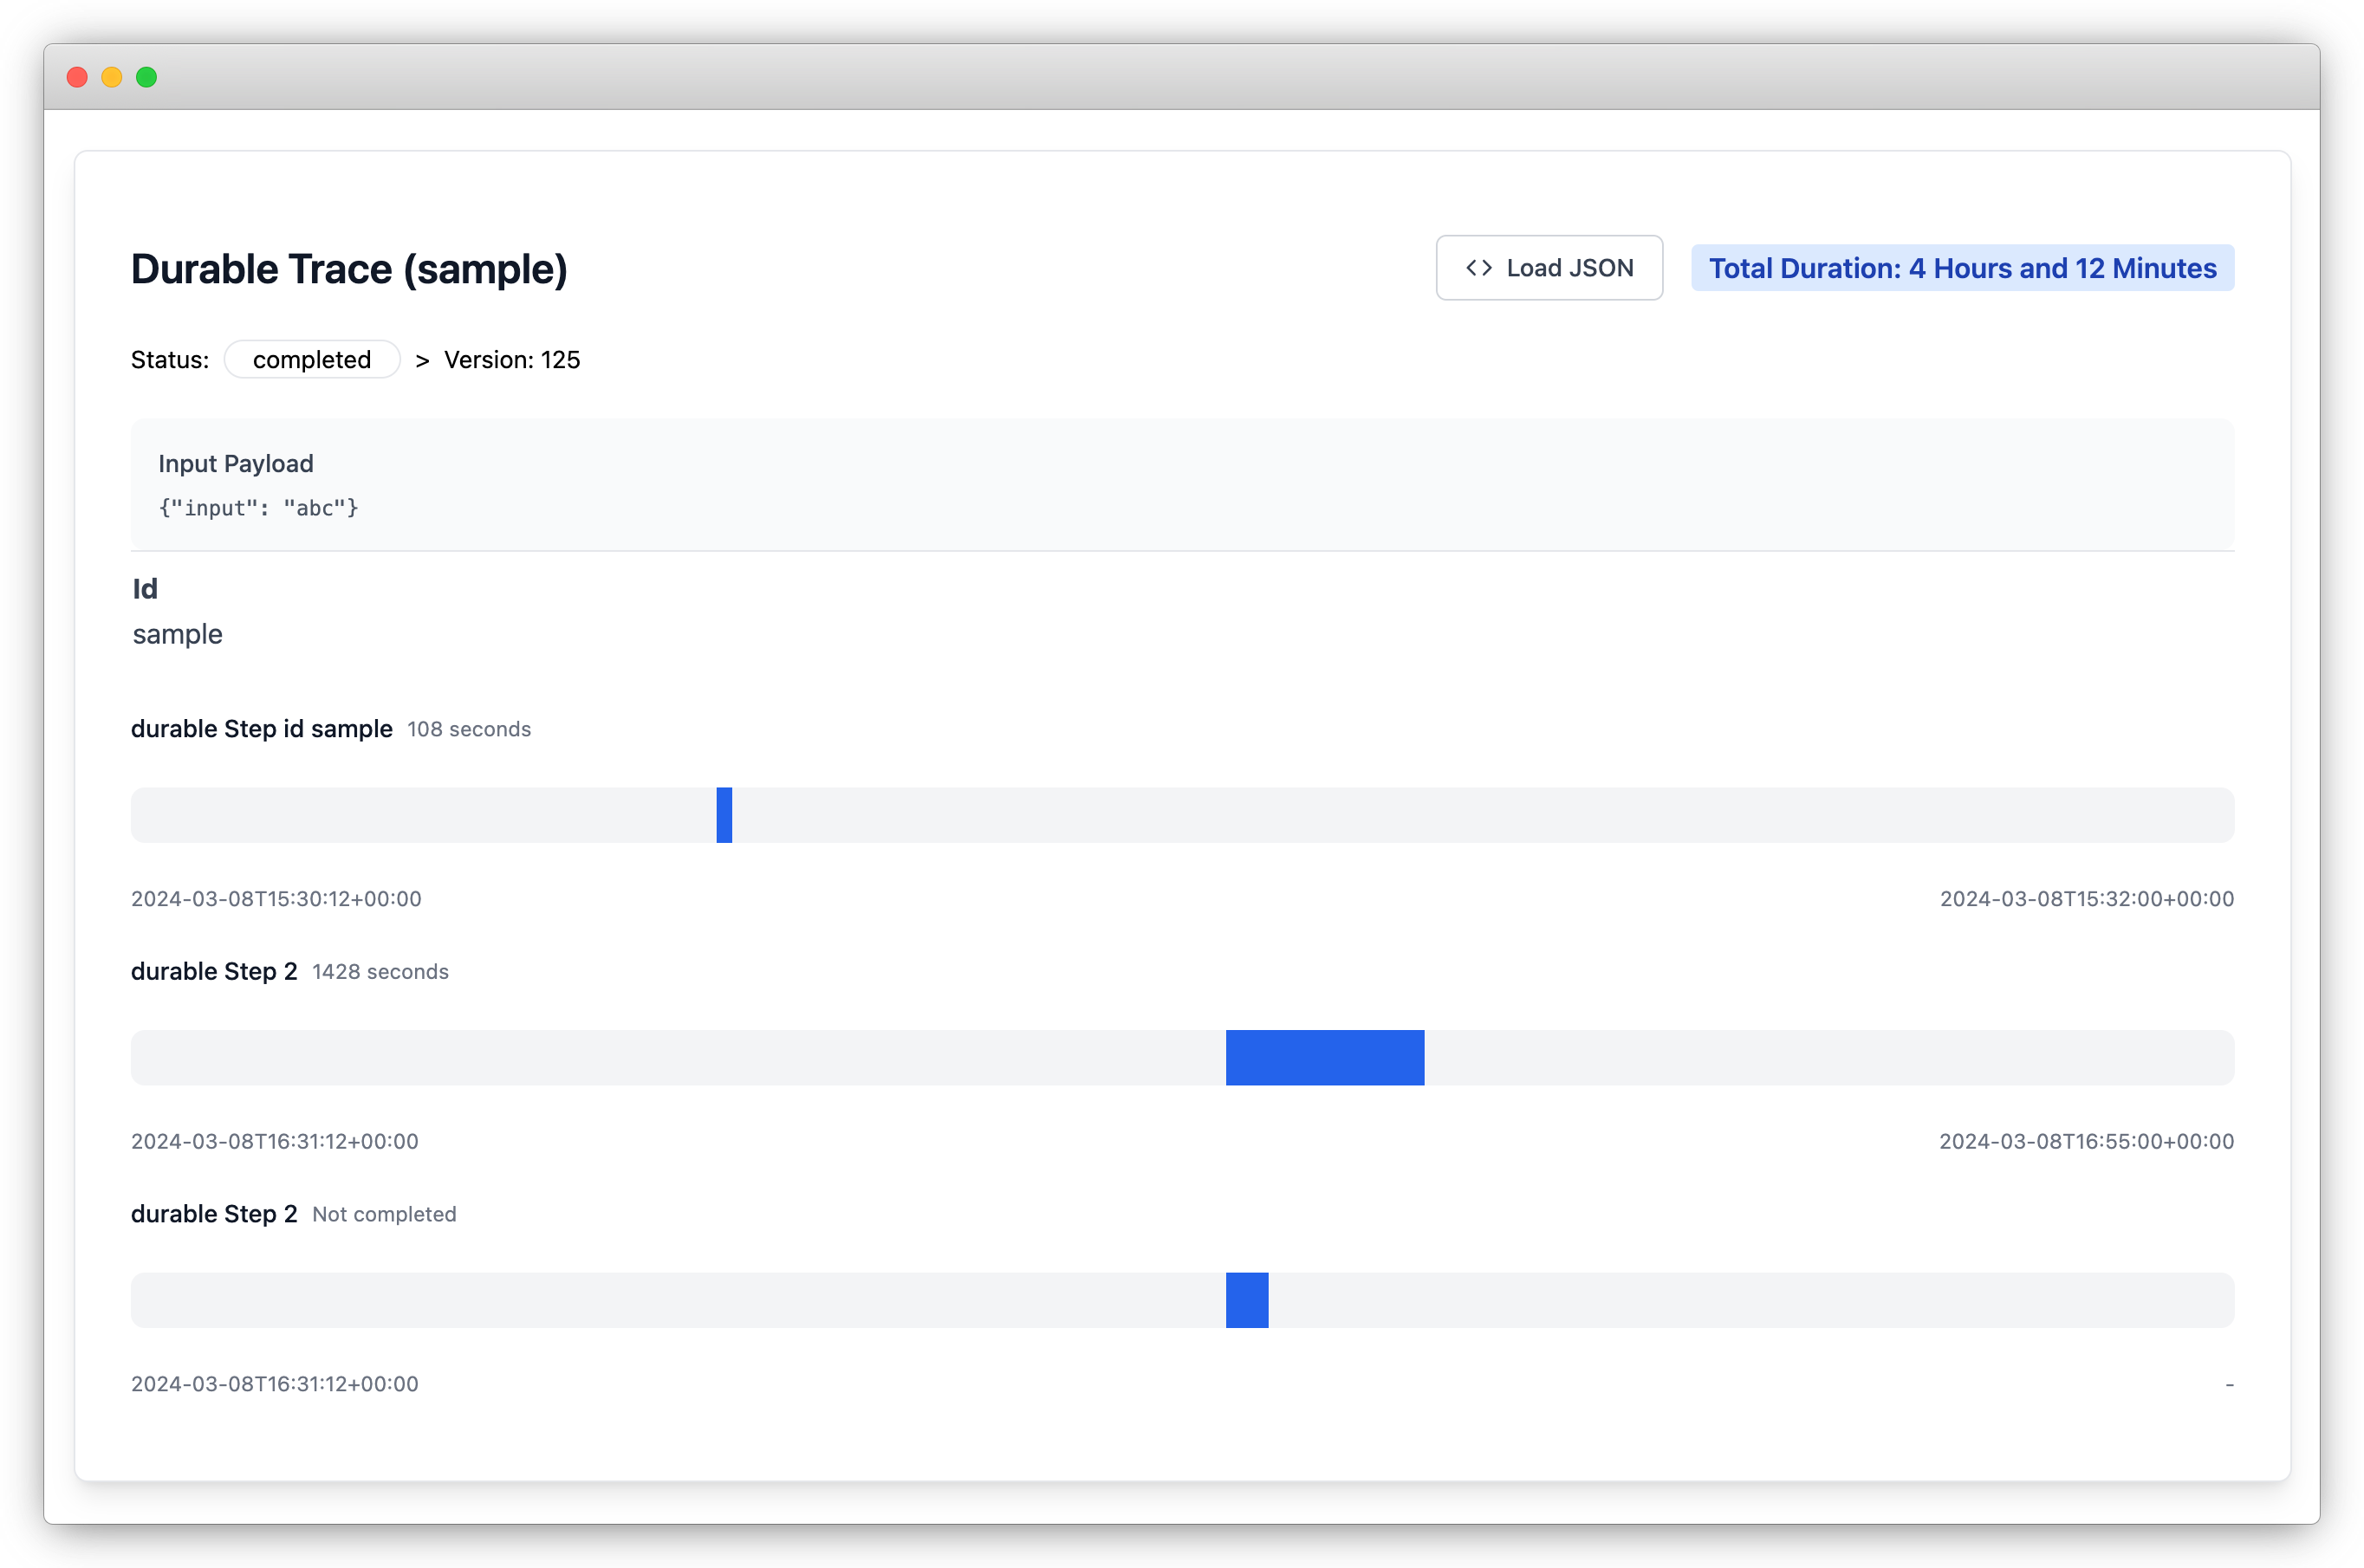 Durable Trace (sample)
<> Load JSON
Total Duration: 4 Hours and 12 Minutes
Status: completed > Version: 125
Input Payload
{"input": "abc"}
Id
sample
durable Step id sample 108 seconds
2024-03-08T15:30:12+00:00
2024-03-08T15:32:00+00:00
durable Step 2 1428 seconds
2024-03-08T16:31:12+00:00
2024-03-08T16:55:00+00:00
durable Step 2 Not completed
2024-03-08T16:31:12+00:00
-